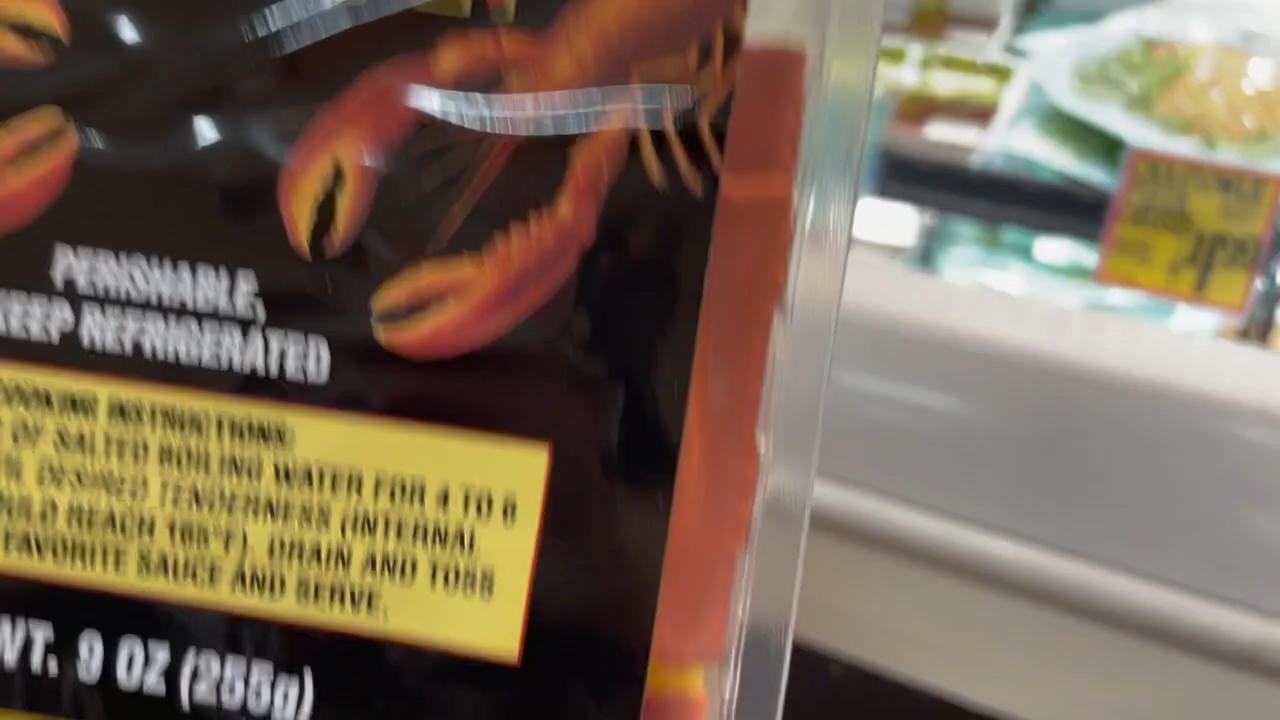 PERISHABLE,
KEEP REFRIGERATED
COOKING INSTRUCTIONS:
OF SALTED BOILING WATER FOR 4 TO 6
DESIRED TENDERNESS (INTERNAL
REACH 165°F). DRAIN AND TOSS
FAVORITE SAUCE AND SERVE.
WT. 9 OZ (255g)